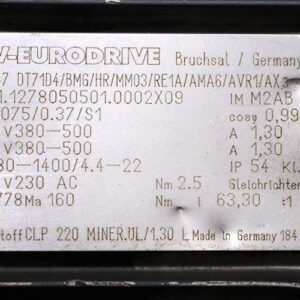 -EURODRIVE Bruchsal / Germany
7 DT71D4/BMG/HR/MM03/RE1A/AMA6/AVR1/AX3
1.1278050501.0002X09 IM M2AB
075/0.37/S1 cosφ 0,99
V380-500 A 1,30
V380-500 A 1,30
80-1400/4.4-22 IP 54 Kl.
V230 AC Nm 2.5 Gleichrichter
778Ma 160 Nm l 63,30 :1
toff CLP 220 MINER.ÖL/1,30 L Made in Germany 184